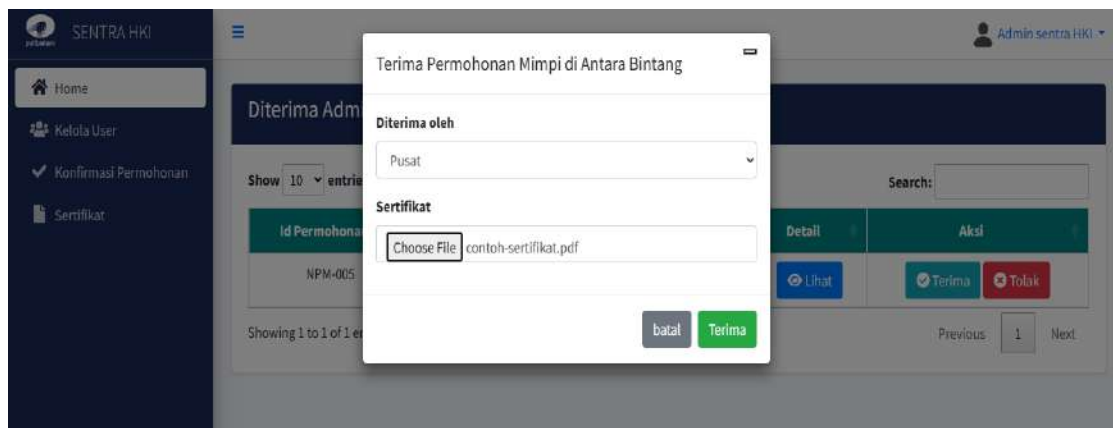 SENTRA HKI
Admin sentra HKI
Terima Permohonan Mimpi di Antara Bintang
Home
Kelola User
Konfirmasi Permohonan
Sertifikat
Diterima Adm
Diterima oleh
Pusat
Show 10 entrie
Search:
Sertifikat
Choose File contoh-sertifikat.pdf
Id Permohona
Detail
Aksi
NPM-005
Lihat
Terima
Tolak
batal
Terima
Showing 1 to 1 of 1 e
Previous
1
Next